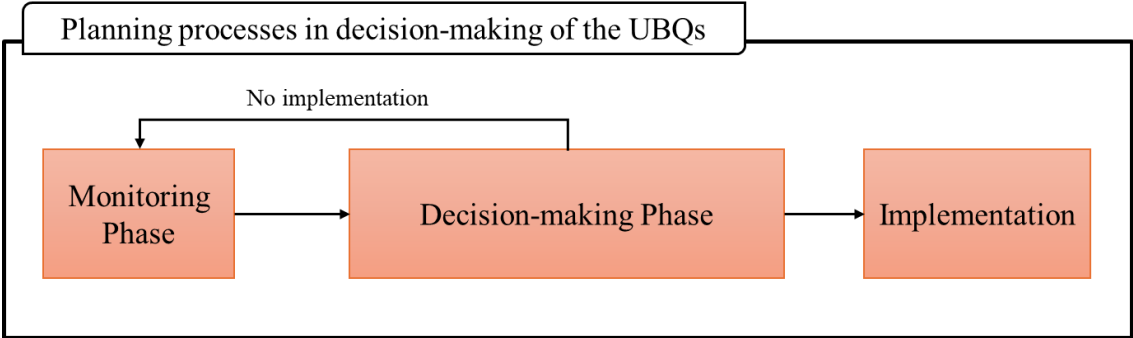 Planning processes in decision-making of the UBQs
No implementation
Monitoring
Phase
Decision-making Phase
Implementation